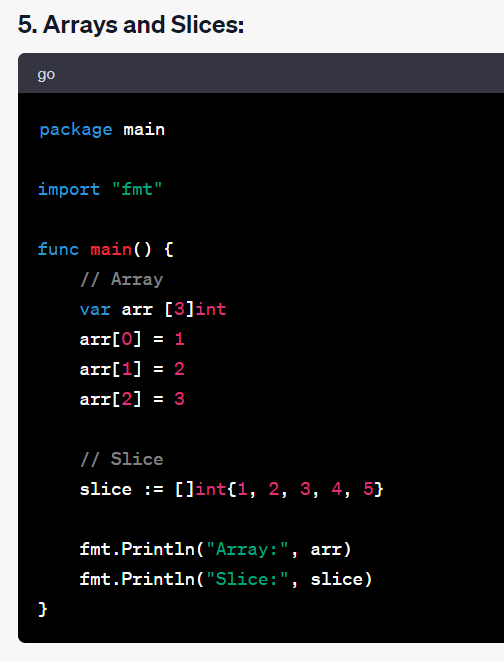 5. Arrays and Slices:
go
package main
import "fmt"
func main() {
// Array
var arr [3]int
arr[0] = 1
arr[1] = 2
arr[2] = 3
// Slice
slice := []int{1, 2, 3, 4, 5}
fmt.Println("Array:", arr)
fmt.Println("Slice:", slice)
}